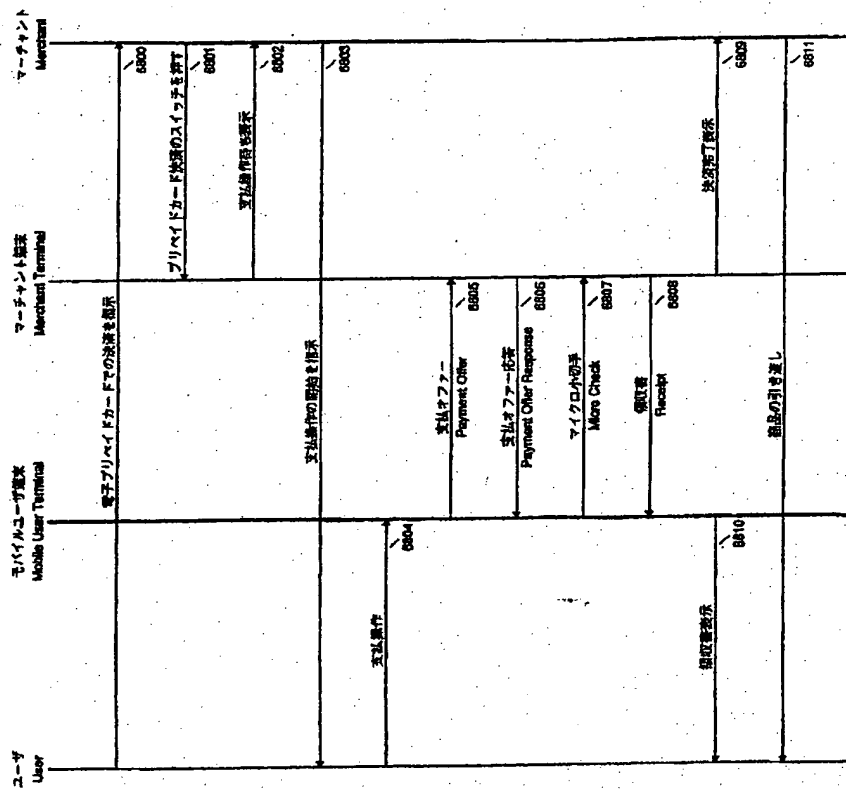 ユーザ
User
モバイルユーザ端末
Mobile User Terminal
マーチャント端末
Merchant Terminal
マーチャント
Merchant
電子プリペイドカードでの決済を指示
6800
プリペイドカード決済のスイッチを押す
6801
支払操作待ち表示
6802
支払操作の開始を指示
6803
支払操作
6804
支払オファー
Payment Offer
6805
支払オファー応答
Payment Offer Response
6806
マイクロ小切手
Micro Check
6807
領収書
Receipt
6808
決済完了表示
6809
領収書表示
6810
商品の引き渡し
6811